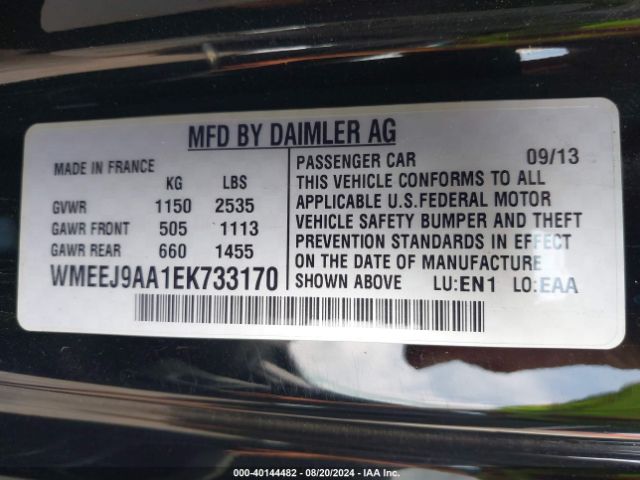 MFD BY DAIMLER AG
MADE IN FRANCE
KG LBS
GVWR 1150 2535
GAWR FRONT 505 1113
GAWR REAR 660 1455
WMEEJ9AA1EK733170
PASSENGER CAR 09/13
THIS VEHICLE CONFORMS TO ALL
APPLICABLE U.S.FEDERAL MOTOR
VEHICLE SAFETY BUMPER AND THEFT
PREVENTION STANDARDS IN EFFECT
ON THE DATE OF MANUFACTURE
SHOWN ABOVE LU:EN1 LO:EAA
000-40144482 - 08/20/2024 - IAA Inc.